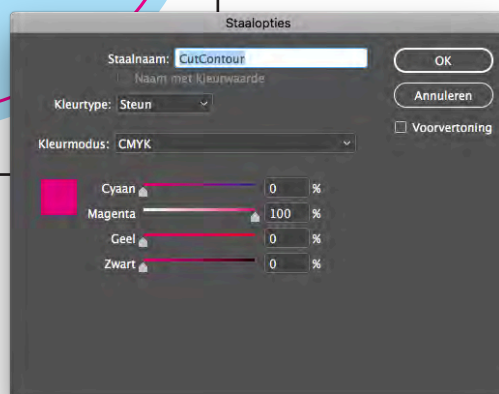 Staalopties
Staalnaam: CutContour
Naam met kleurwaarde
Kleurtype: Steun
Kleurmodus: CMYK
Cyaan 0 %
Magenta 100 %
Geel 0 %
Zwart 0 %
OK
Annuleren
Voorvertoning